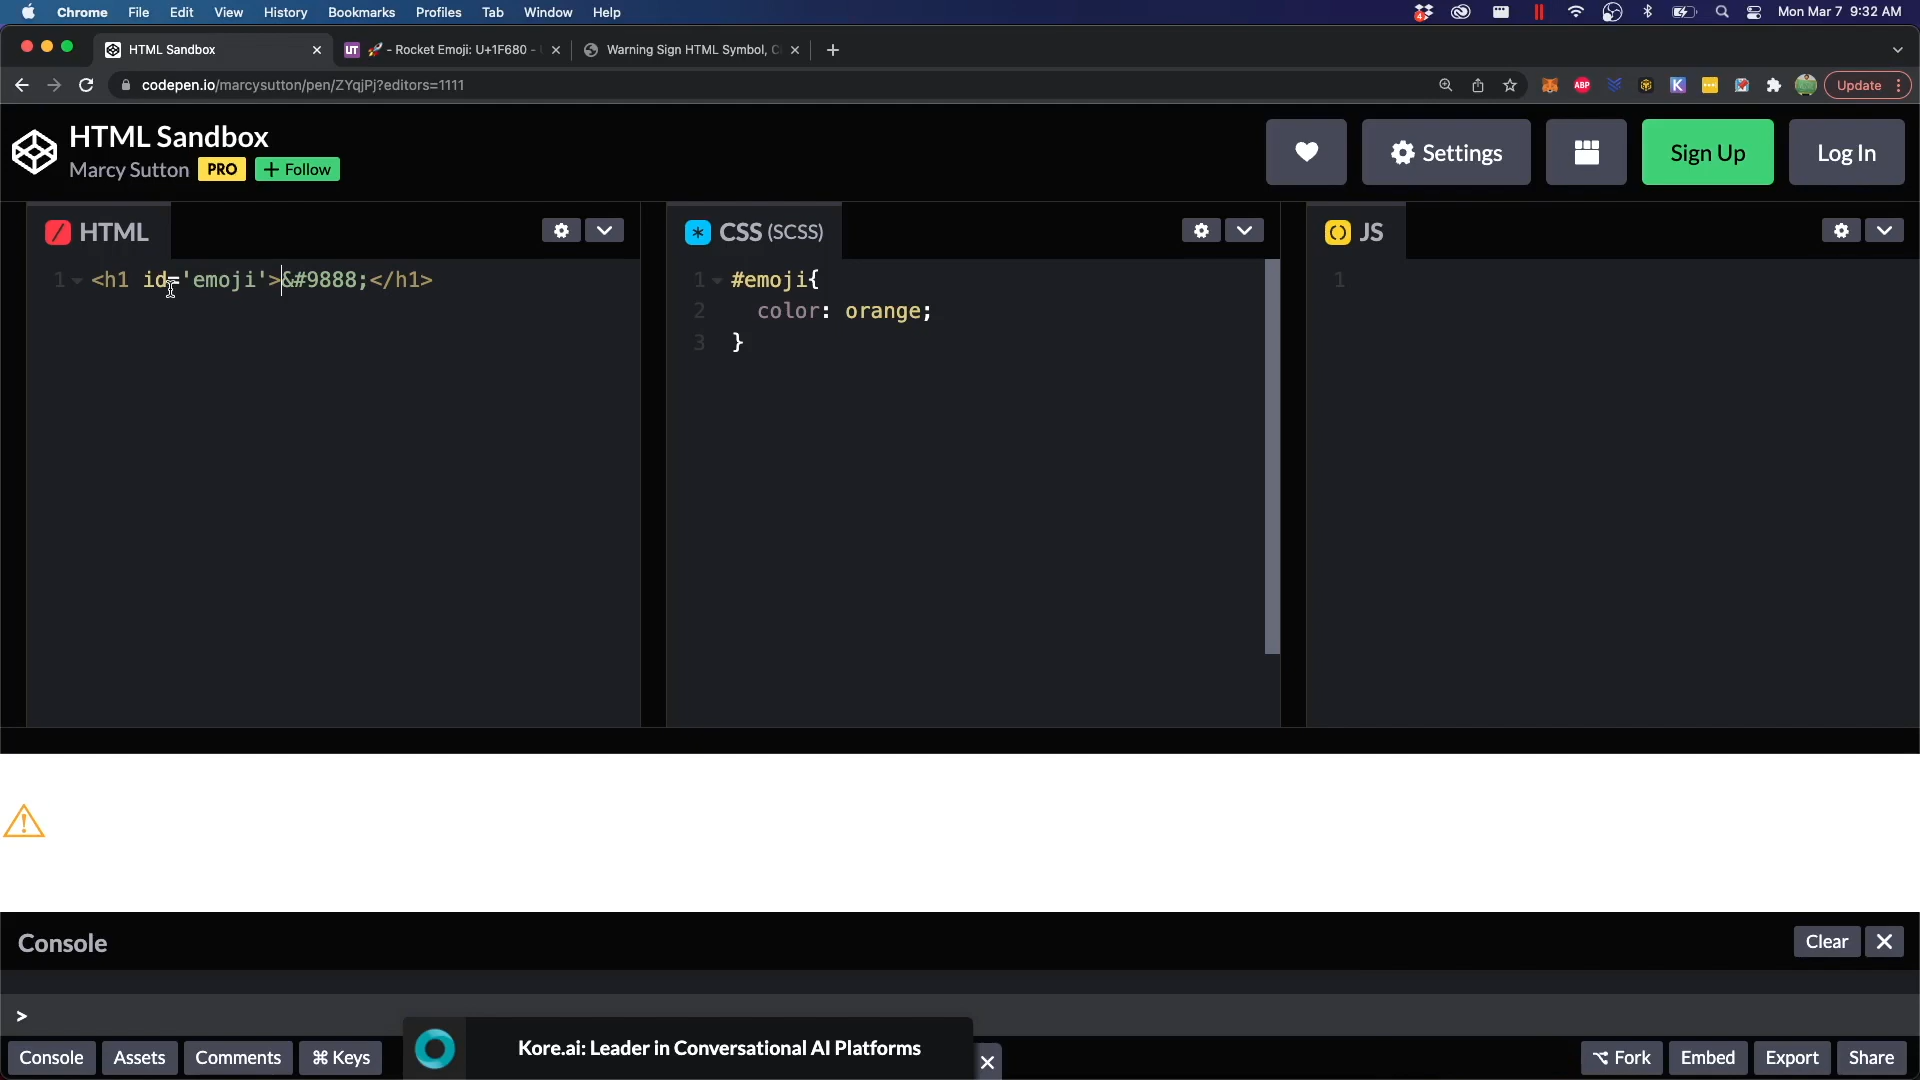 Chrome File Edit View History Bookmarks Profiles Tab Window Help Mon Mar 7 9:32 AM
HTML Sandbox UT 🚀 - Rocket Emoji: U+1F680 - Warning Sign HTML Symbol, C
codepen.io/marcysutton/pen/ZYqjPj?editors=1111 ABP K Update
HTML Sandbox
Marcy Sutton PRO + Follow
Settings Sign Up Log In
HTML CSS (SCSS) JS
1 <h1 id='emoji'>&#9888;</h1>
1 #emoji{
2 color: orange;
3 }
1
⚠
Console Clear
>
Console Assets Comments ⌘ Keys
Kore.ai: Leader in Conversational AI Platforms
Fork Embed Export Share